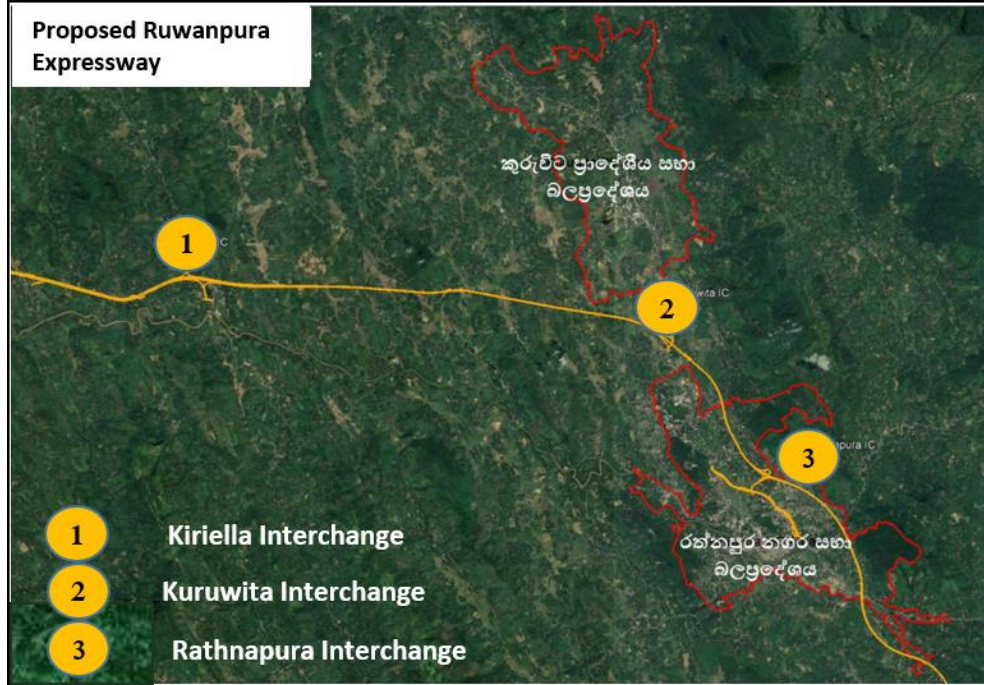 Proposed Ruwanpura
Expressway
කුරුවිට ප්‍රාදේශීය සභා
බලප්‍රදේශය
1
2
IC
3
රත්නපුර නගර සභා
බලප්‍රදේශය
1 Kiriella Interchange
2 Kuruwita Interchange
3 Rathnapura Interchange